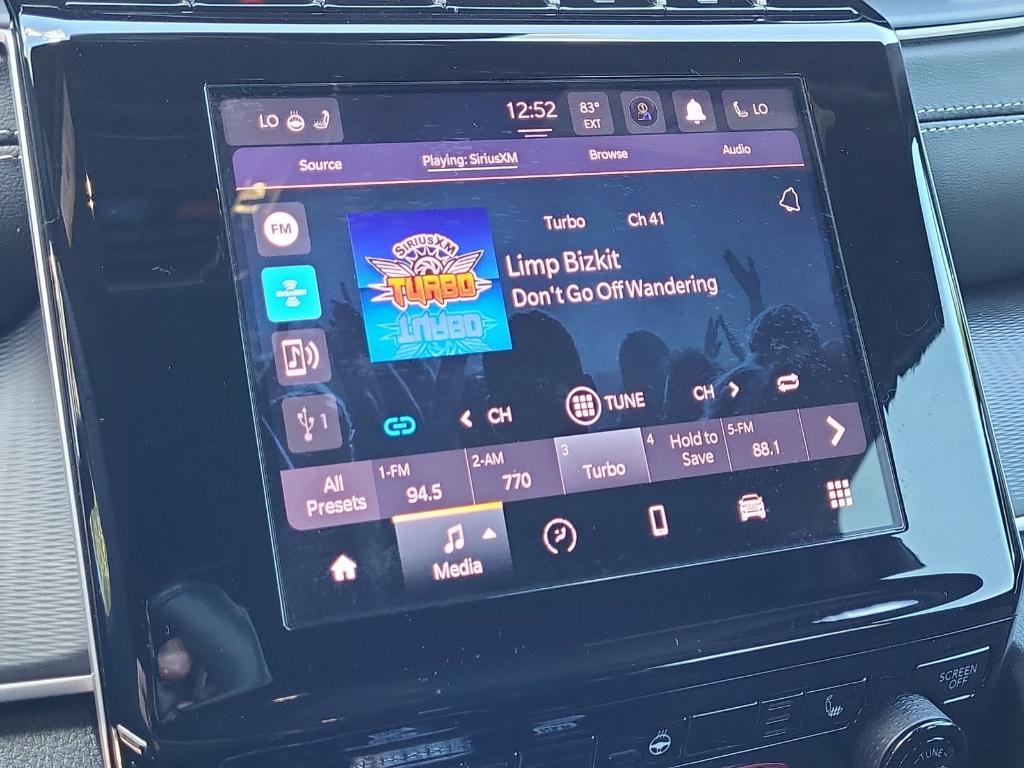 LO
12:52
83°
EXT
LO
Source
Playing: SiriusXM
Browse
Audio
FM
Turbo
Ch 41
SIRIUSXM
TURBO
Limp Bizkit
Don't Go Off Wandering
1
CH
TUNE
CH
All
Presets
1-FM
94.5
2-AM
770
3
Turbo
4
Hold to
Save
5-FM
88.1
Media
SCREEN
OFF
TUNE